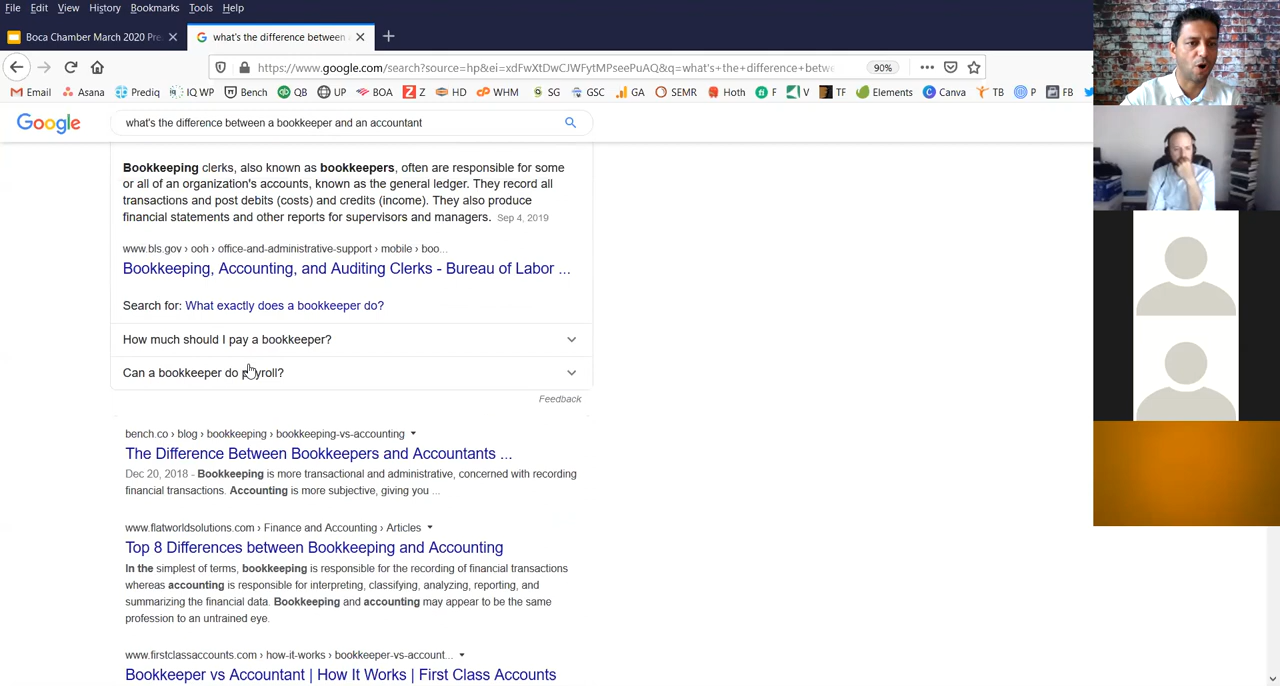 File Edit View History Bookmarks Tools Help
Boca Chamber March 2020 Pre
what's the difference between
https://www.google.com/search?source=hp&ei=xdFwXtDwCJWFytMPseePuAQ&q=what's+the+difference+betwe
90%
Email Asana Prediq IQ WP Bench QB UP BOA Z HD WHM SG GSC GA SEMR Hoth F V TF Elements Canva TB P FB
Google
what's the difference between a bookkeeper and an accountant
Bookkeeping clerks, also known as bookkeepers, often are responsible for some
or all of an organization's accounts, known as the general ledger. They record all
transactions and post debits (costs) and credits (income). They also produce
financial statements and other reports for supervisors and managers. Sep 4, 2019
www.bls.gov › ooh › office-and-administrative-support › mobile › boo...
Bookkeeping, Accounting, and Auditing Clerks - Bureau of Labor ...
Search for: What exactly does a bookkeeper do?
How much should I pay a bookkeeper?
Can a bookkeeper do payroll?
Feedback
bench.co › blog › bookkeeping › bookkeeping-vs-accounting
The Difference Between Bookkeepers and Accountants ...
Dec 20, 2018 - Bookkeeping is more transactional and administrative, concerned with recording
financial transactions. Accounting is more subjective, giving you ...
www.flatworldsolutions.com › Finance and Accounting › Articles
Top 8 Differences between Bookkeeping and Accounting
In the simplest of terms, bookkeeping is responsible for the recording of financial transactions
whereas accounting is responsible for interpreting, classifying, analyzing, reporting, and
summarizing the financial data. Bookkeeping and accounting may appear to be the same
profession to an untrained eye.
www.firstclassaccounts.com › how-it-works › bookkeeper-vs-account...
Bookkeeper vs Accountant | How It Works | First Class Accounts